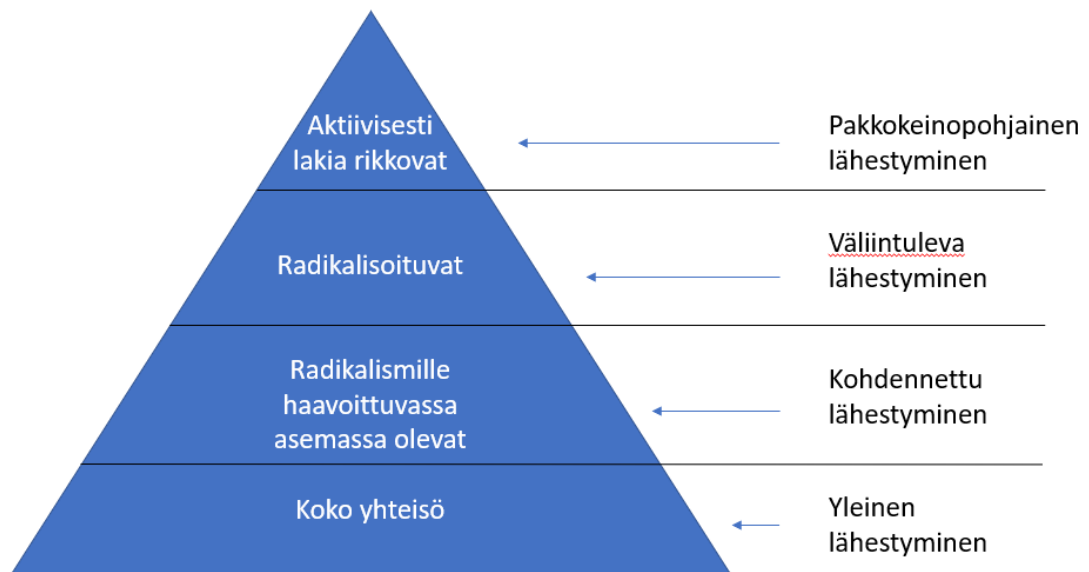 Aktiivisesti
lakia rikkovat
Pakkokeinopohjainen
lähestyminen
Radikalisoituvat
Väliintuleva
lähestyminen
Radikalismille
haavoittuvassa
asemassa olevat
Kohdennettu
lähestyminen
Koko yhteisö
Yleinen
lähestyminen